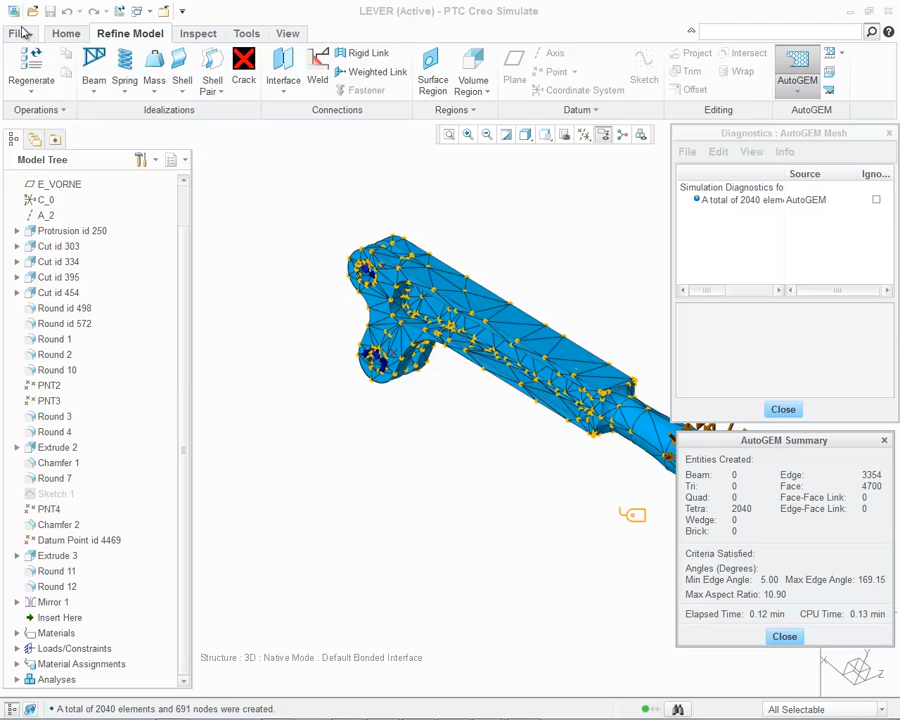 LEVER (Active) - PTC Creo Simulate
File
Home
Refine Model
Inspect
Tools
View
Regenerate
Beam
Spring
Mass
Shell
Shell Pair
Crack
Interface
Weld
Rigid Link
Weighted Link
Fastener
Surface Region
Volume Region
Plane
Axis
Point
Coordinate System
Sketch
Project
Intersect
Trim
Wrap
Offset
AutoGEM
Operations
Idealizations
Connections
Regions
Datum
Editing
AutoGEM
Model Tree
E_VORNE
C_0
A_2
Protrusion id 250
Cut id 303
Cut id 334
Cut id 395
Cut id 454
Round id 498
Round id 572
Round 1
Round 2
Round 10
PNT2
PNT3
Round 3
Round 4
Extrude 2
Chamfer 1
Round 7
Sketch 1
PNT4
Chamfer 2
Datum Point id 4469
Extrude 3
Round 11
Round 12
Mirror 1
Insert Here
Materials
Loads/Constraints
Material Assignments
Analyses
Diagnostics : AutoGEM Mesh
File Edit View Info
Source Igno...
Simulation Diagnostics fo
A total of 2040 elem AutoGEM
Close
AutoGEM Summary
Entities Created:
Beam: 0 Edge: 3354
Tri: 0 Face: 4700
Quad: 0 Face-Face Link: 0
Tetra: 2040 Edge-Face Link: 0
Wedge: 0
Brick: 0
Criteria Satisfied:
Angles (Degrees):
Min Edge Angle: 5.00 Max Edge Angle: 169.15
Max Aspect Ratio: 10.90
Elapsed Time: 0.12 min CPU Time: 0.13 min
Close
Structure : 3D : Native Mode : Default Bonded Interface
X
Y
Z
• A total of 2040 elements and 691 nodes were created.
All Selectable